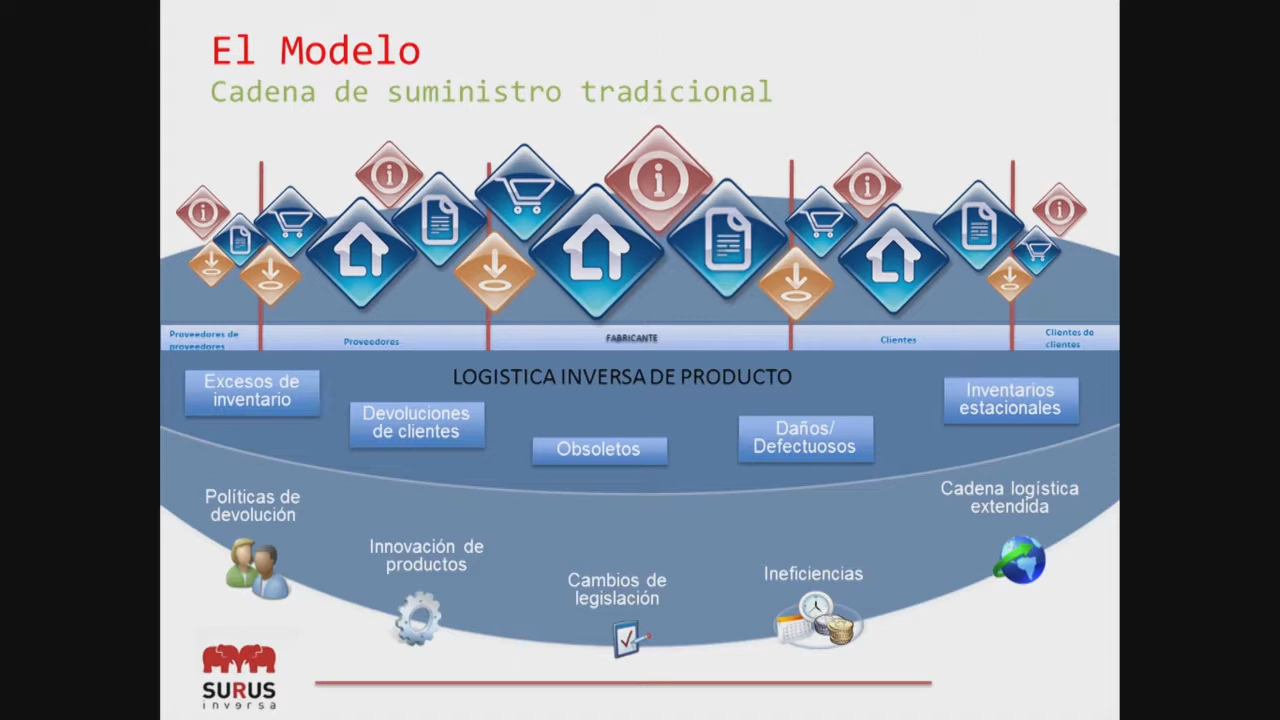 El Modelo
Cadena de suministro tradicional
Proveedores de
proveedores
Proveedores
FABRICANTE
Clientes
Clientes de
clientes
LOGISTICA INVERSA DE PRODUCTO
Excesos de
inventario
Devoluciones
de clientes
Obsoletos
Daños/
Defectuosos
Inventarios
estacionales
Políticas de
devolución
Innovación de
productos
Cambios de
legislación
Ineficiencias
Cadena logística
extendida
SURUS
inversa